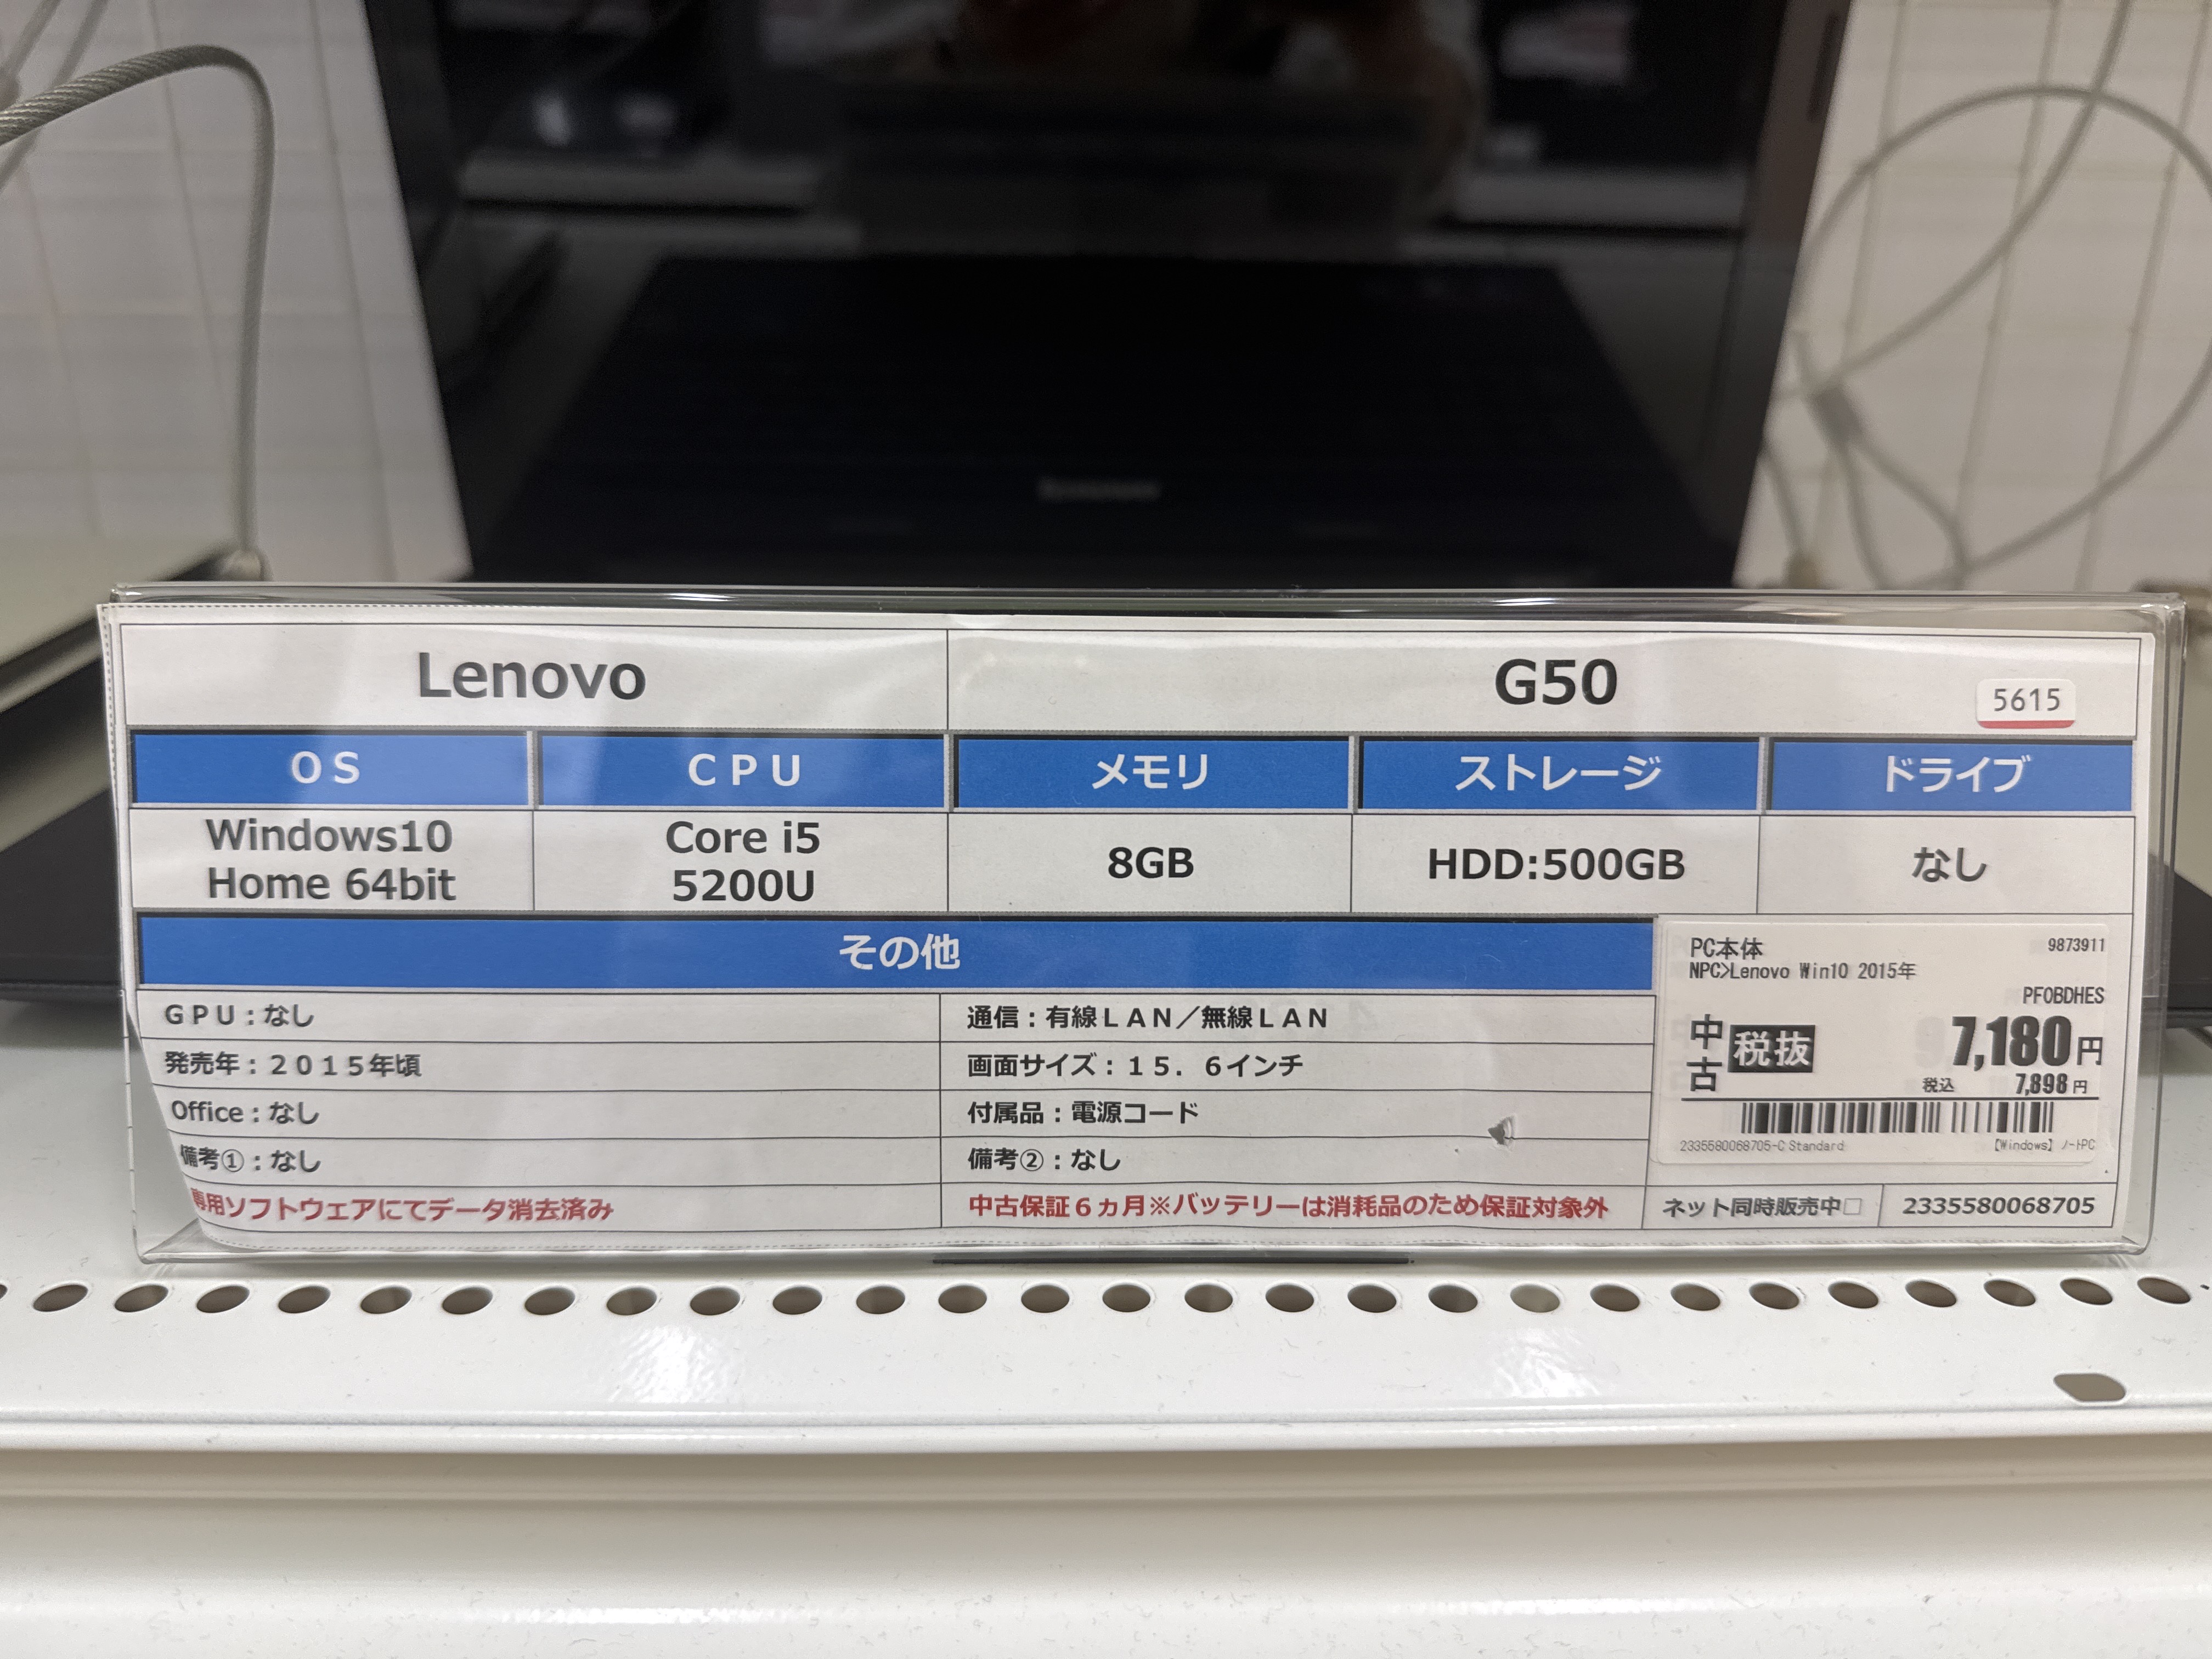 lenovo
Lenovo
G50
5615
OS
CPU
メモリ
ストレージ
ドライブ
Windows10
Home 64bit
Core i5
5200U
8GB
HDD:500GB
なし
その他
GPU：なし
通信：有線LAN／無線LAN
発売年：２０１５年頃
画面サイズ：１５．６インチ
Office：なし
付属品：電源コード
備考①：なし
備考②：なし
専用ソフトウェアにてデータ消去済み
中古保証６ヵ月※バッテリーは消耗品のため保証対象外
PC本体
9873911
NPC>Lenovo Win10 2015年
PF0BDHES
中古
税抜
7,180円
税込 7,898円
2335580068705-C Standard
【Windows】ノートPC
ネット同時販売中□
2335580068705